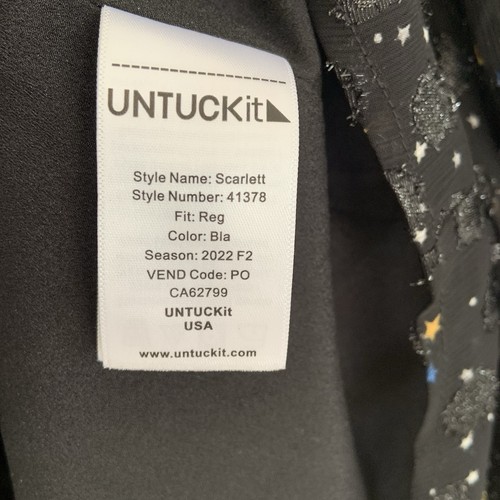 UNTUCKit
Style Name: Scarlett
Style Number: 41378
Fit: Reg
Color: Bla
Season: 2022 F2
VEND Code: PO
CA62799
UNTUCKit
USA
www.untuckit.com